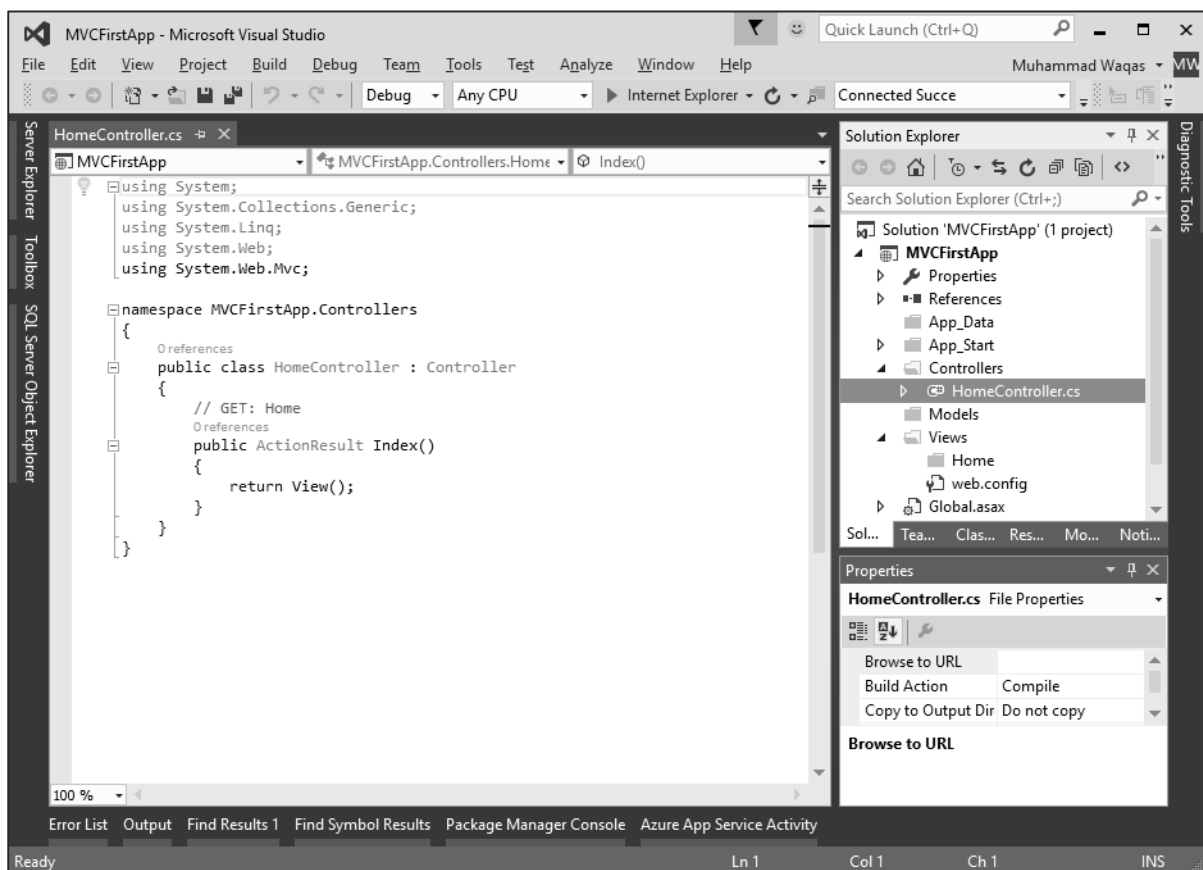 MVCFirstApp - Microsoft Visual Studio
Quick Launch (Ctrl+Q)
File Edit View Project Build Debug Team Tools Test Analyze Window Help
Muhammad Waqas MW
Debug Any CPU Internet Explorer Connected Succe
Server Explorer
Toolbox
SQL Server Object Explorer
HomeController.cs
MVCFirstApp MVCFirstApp.Controllers.Home Index()
using System;
using System.Collections.Generic;
using System.Linq;
using System.Web;
using System.Web.Mvc;
namespace MVCFirstApp.Controllers
{
0 references
public class HomeController : Controller
{
// GET: Home
0 references
public ActionResult Index()
{
return View();
}
}
}
100 %
Solution Explorer
Search Solution Explorer (Ctrl+;)
Solution 'MVCFirstApp' (1 project)
MVCFirstApp
Properties
References
App_Data
App_Start
Controllers
HomeController.cs
Models
Views
Home
web.config
Global.asax
Sol... Tea... Clas... Res... Mo... Noti...
Properties
HomeController.cs File Properties
Browse to URL
Build Action Compile
Copy to Output Dir Do not copy
Browse to URL
Diagnostic Tools
Error List Output Find Results 1 Find Symbol Results Package Manager Console Azure App Service Activity
Ready Ln 1 Col 1 Ch 1 INS